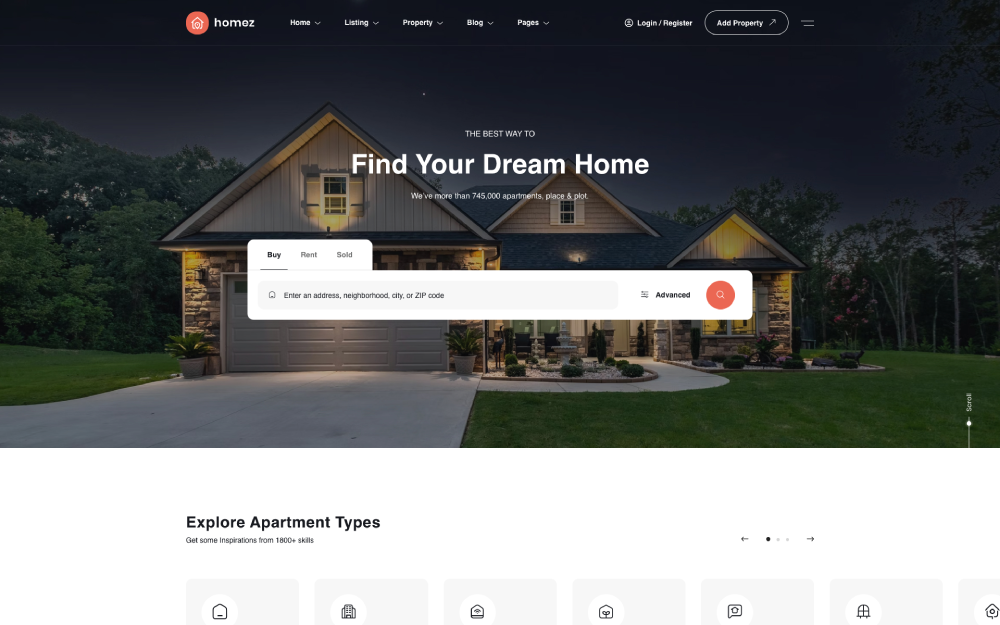 homez
Home
Listing
Property
Blog
Pages
Login / Register
Add Property
THE BEST WAY TO
Find Your Dream Home
We've more than 745,000 apartments, place & plot.
Buy
Rent
Sold
Enter an address, neighborhood, city, or ZIP code
Advanced
Scroll
Explore Apartment Types
Get some Inspirations from 1800+ skills